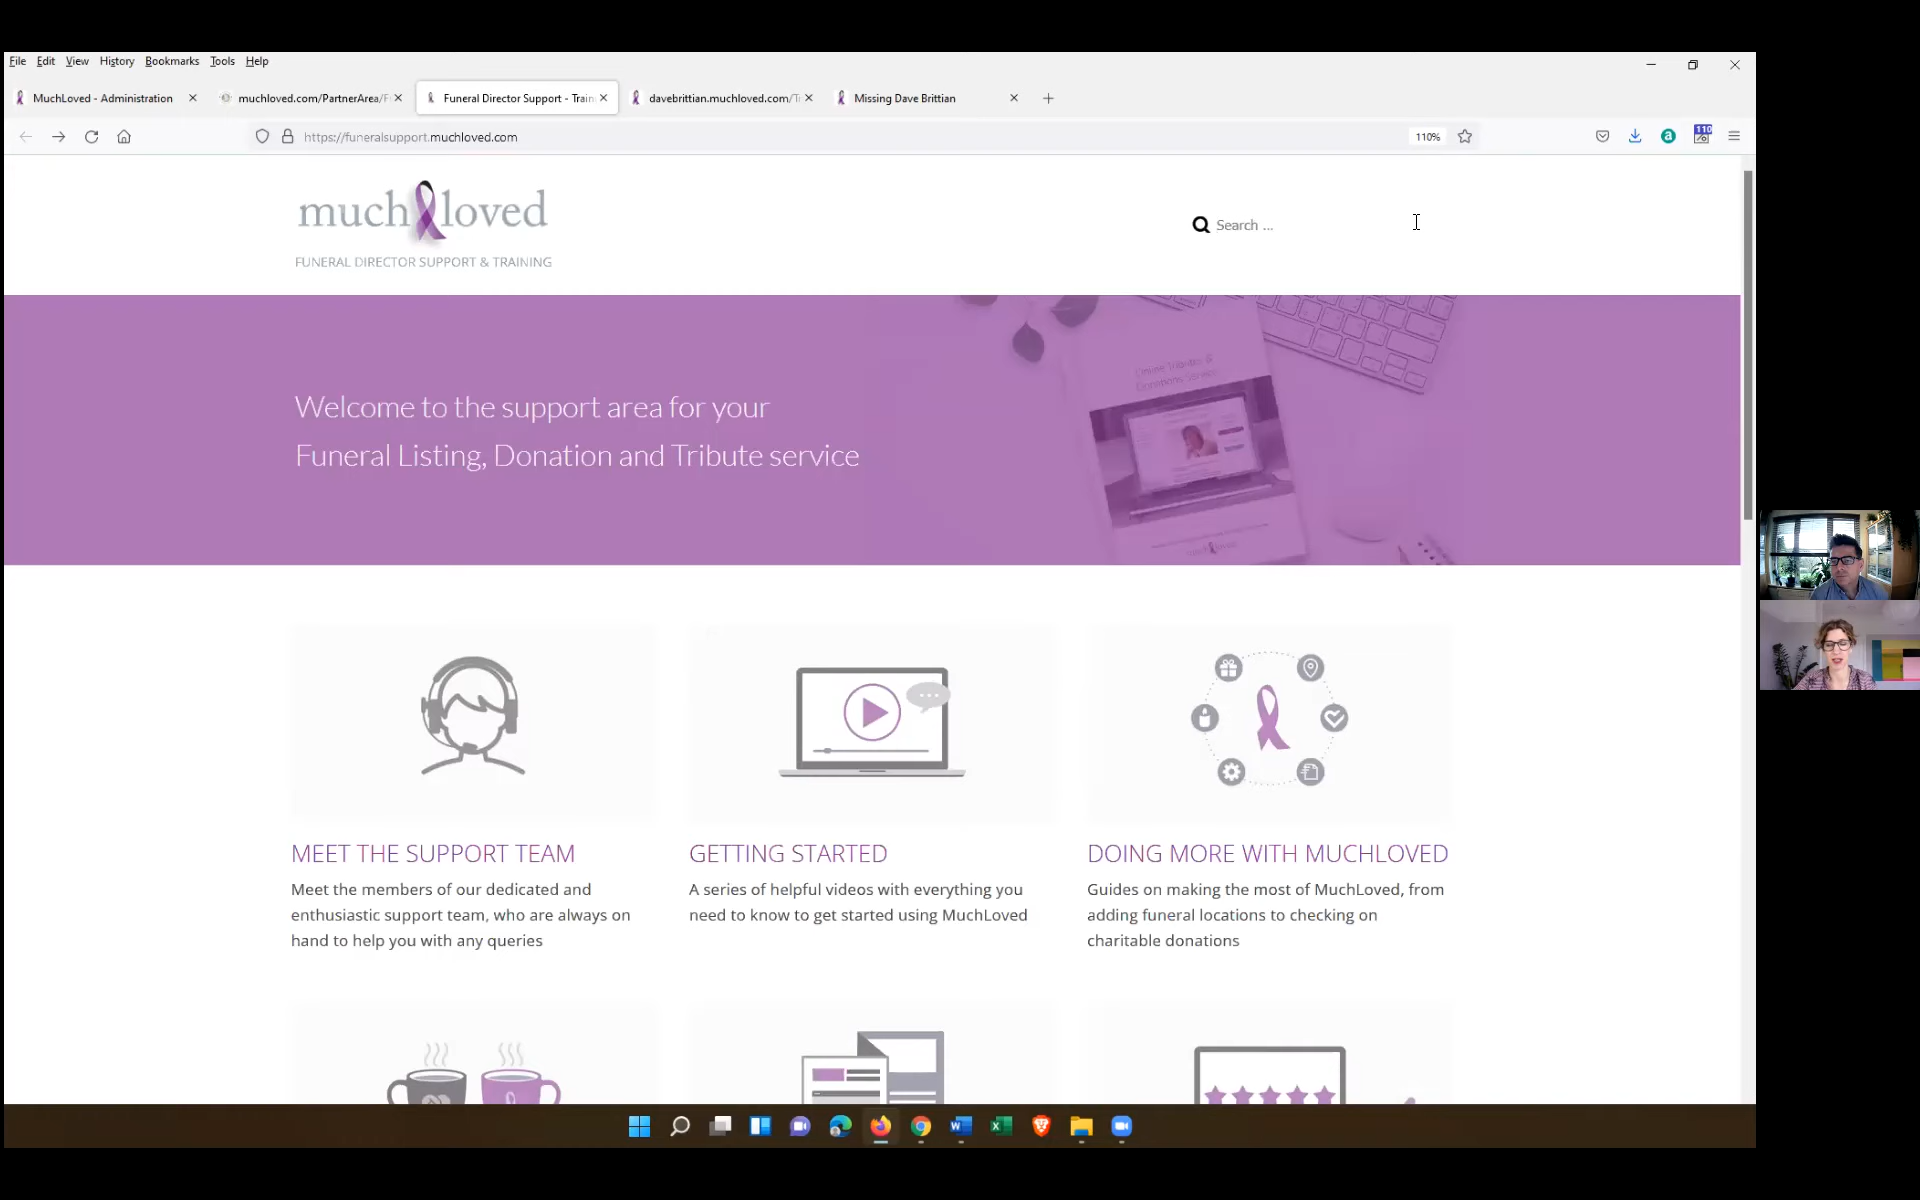 File Edit View History Bookmarks Tools Help
MuchLoved - Administration
muchloved.com/PartnerArea/F
Funeral Director Support - Train
davebrittian.muchloved.com/T
Missing Dave Brittian
https://funeralsupport.muchloved.com
110%
110
much loved
Search ...
FUNERAL DIRECTOR SUPPORT & TRAINING
Online Tributes &
Donations Service
Welcome to the support area for your
Funeral Listing, Donation and Tribute service
MEET THE SUPPORT TEAM
Meet the members of our dedicated and
enthusiastic support team, who are always on
hand to help you with any queries
GETTING STARTED
A series of helpful videos with everything you
need to know to get started using MuchLoved
DOING MORE WITH MUCHLOVED
Guides on making the most of MuchLoved, from
adding funeral locations to checking on
charitable donations